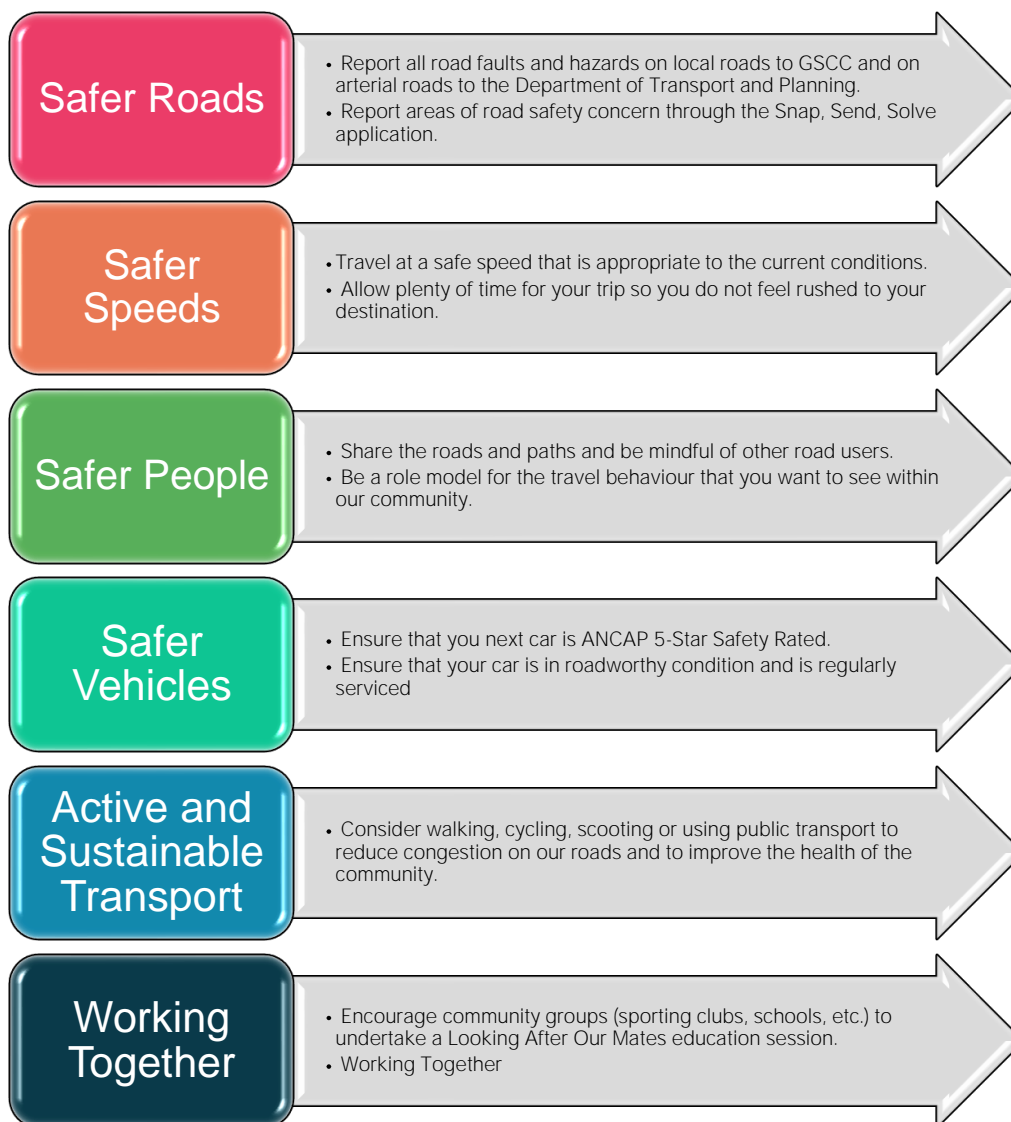 Safer Roads
• Report all road faults and hazards on local roads to GSCC and on
arterial roads to the Department of Transport and Planning.
• Report areas of road safety concern through the Snap, Send, Solve
application.
Safer
Speeds
• Travel at a safe speed that is appropriate to the current conditions.
• Allow plenty of time for your trip so you do not feel rushed to your
destination.
Safer People
• Share the roads and paths and be mindful of other road users.
• Be a role model for the travel behaviour that you want to see within
our community.
Safer
Vehicles
• Ensure that you next car is ANCAP 5-Star Safety Rated.
• Ensure that your car is in roadworthy condition and is regularly
serviced
Active and
Sustainable
Transport
• Consider walking, cycling, scooting or using public transport to
reduce congestion on our roads and to improve the health of the
community.
Working
Together
• Encourage community groups (sporting clubs, schools, etc.) to
undertake a Looking After Our Mates education session.
• Working Together